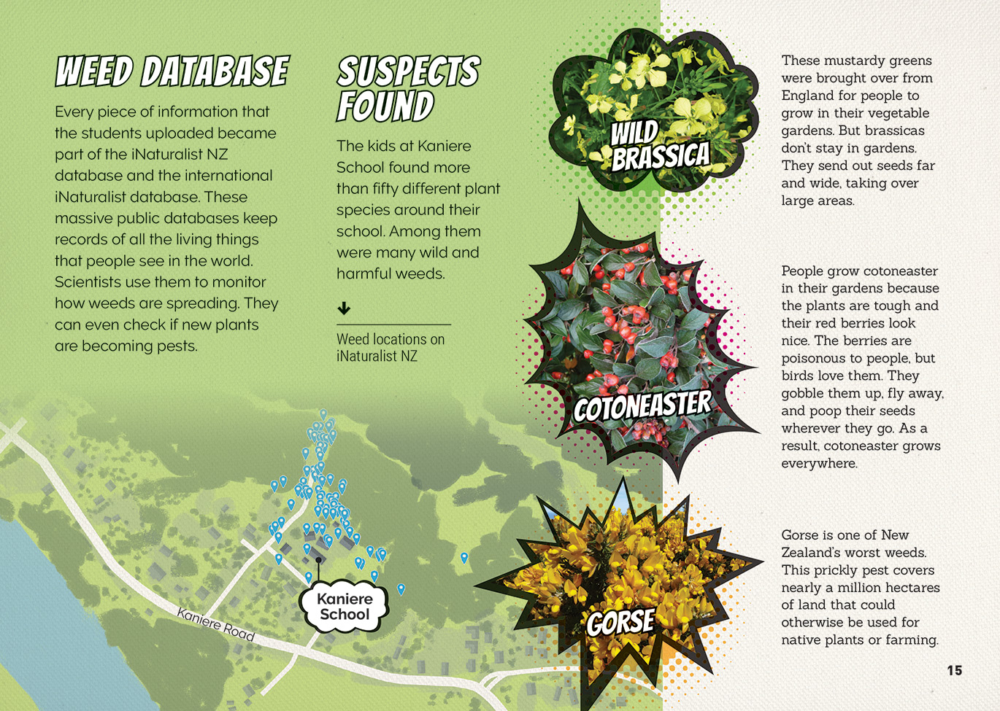 WEED DATABASE
Every piece of information that
the students uploaded became
part of the iNaturalist NZ
database and the international
iNaturalist database. These
massive public databases keep
records of all the living things
that people see in the world.
Scientists use them to monitor
how weeds are spreading. They
can even check if new plants
are becoming pests.
SUSPECTS
FOUND
The kids at Kaniere
School found more
than fifty different plant
species around their
school. Among them
were many wild and
harmful weeds.
Weed locations on
iNaturalist NZ
Kaniere
School
Kaniere Road
WILD
BRASSICA
These mustardy greens
were brought over from
England for people to
grow in their vegetable
gardens. But brassicas
don’t stay in gardens.
They send out seeds far
and wide, taking over
large areas.
COTONEASTER
People grow cotoneaster
in their gardens because
the plants are tough and
their red berries look
nice. The berries are
poisonous to people, but
birds love them. They
gobble them up, fly away,
and poop their seeds
wherever they go. As a
result, cotoneaster grows
everywhere.
GORSE
Gorse is one of New
Zealand’s worst weeds.
This prickly pest covers
nearly a million hectares
of land that could
otherwise be used for
native plants or farming.
15